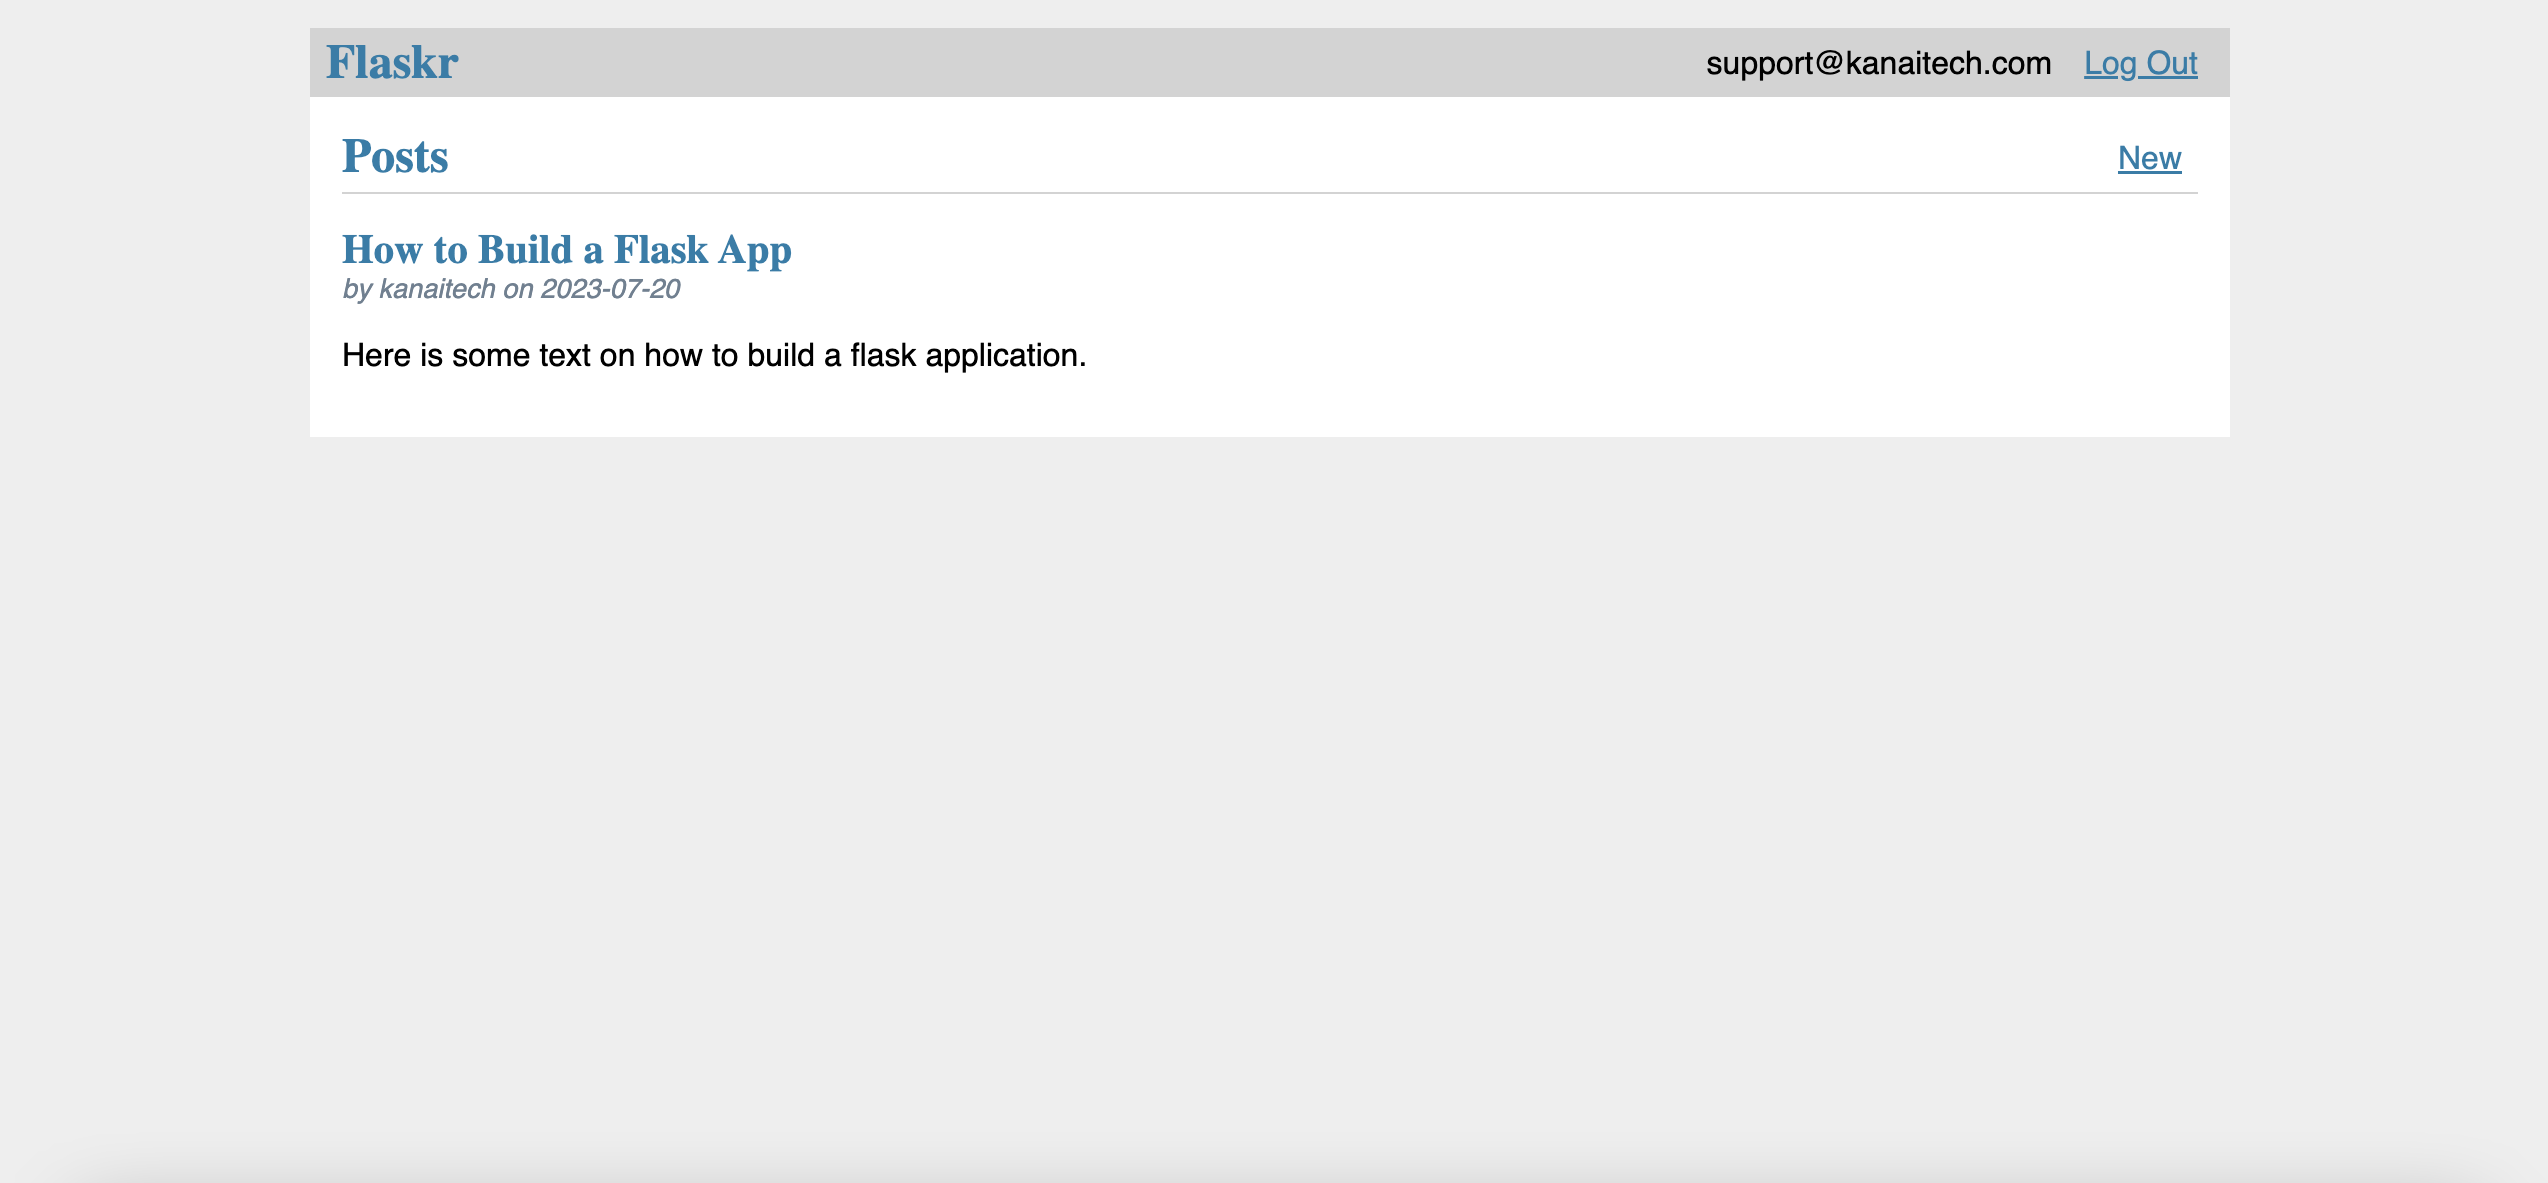 Flaskr
support@kanaitech.com Log Out
Posts
New
How to Build a Flask App
by kanaitech on 2023-07-20
Here is some text on how to build a flask application.